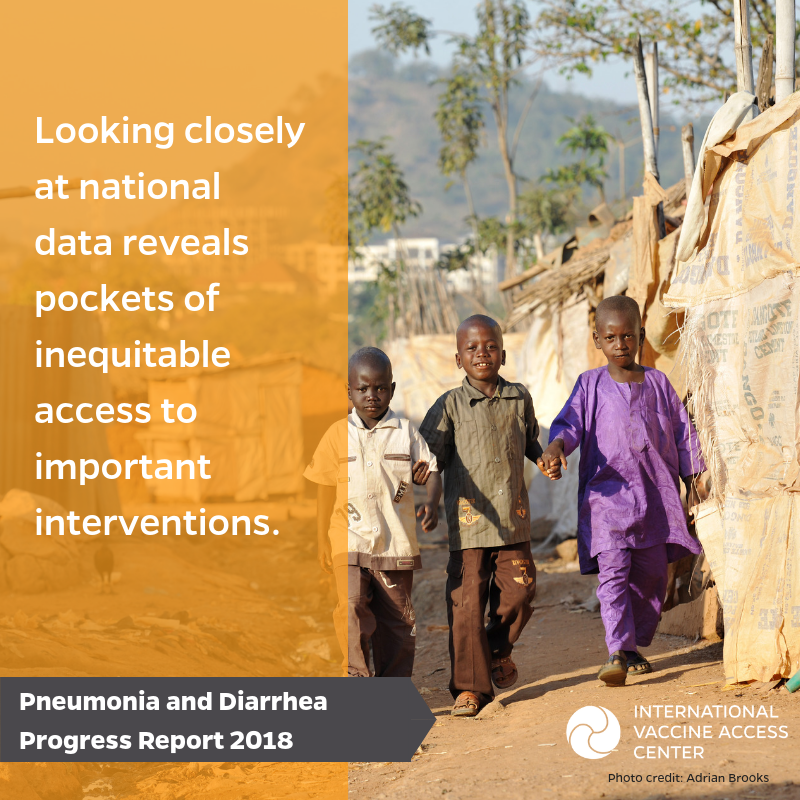 Looking closely
at national
data reveals
pockets of
inequitable
access to
important
interventions.
Pneumonia and Diarrhea
Progress Report 2018
INTERNATIONAL
VACCINE ACCESS
CENTER
Photo credit: Adrian Brooks